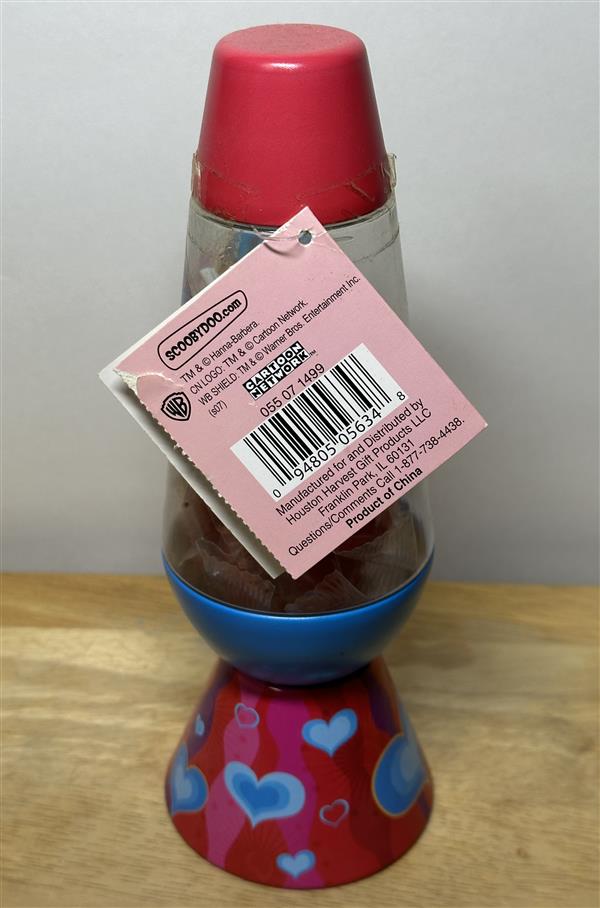 SCOOBYDOO.com
TM & © Hanna-Barbera.
CN LOGO: TM & © Cartoon Network.
WB SHIELD: TM & © Warner Bros. Entertainment Inc.
(s07)
WB
CARTOON
NETWORK™
055 07 1499
0 94805 05634 8
Manufactured for and Distributed by
Houston Harvest Gift Products LLC
Franklin Park, IL 60131
Questions/Comments Call 1-877-738-4438.
Product of China